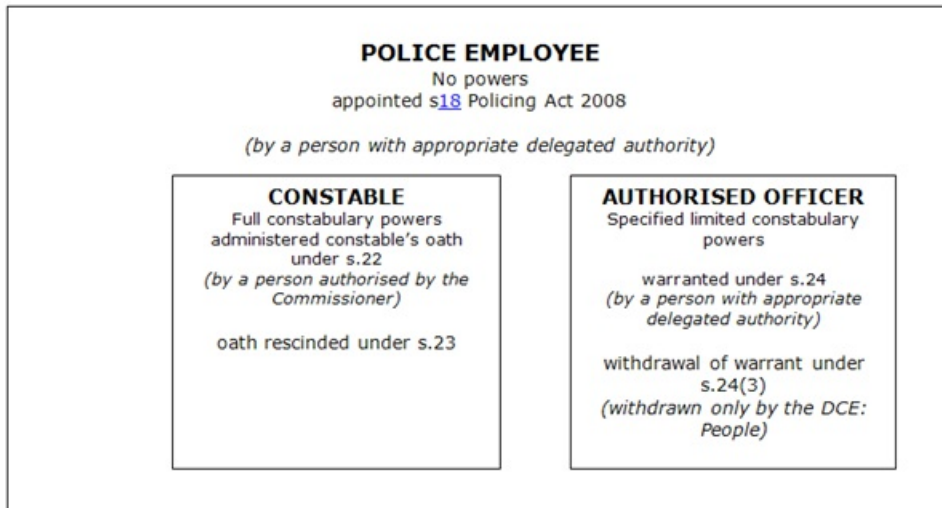 POLICE EMPLOYEE
No powers
appointed s18 Policing Act 2008
(by a person with appropriate delegated authority)
CONSTABLE
Full constabulary powers
administered constable's oath
under s.22
(by a person authorised by the
Commissioner)
oath rescinded under s.23
AUTHORISED OFFICER
Specified limited constabulary
powers
warranted under s.24
(by a person with appropriate
delegated authority)
withdrawal of warrant under
s.24(3)
(withdrawn only by the DCE:
People)